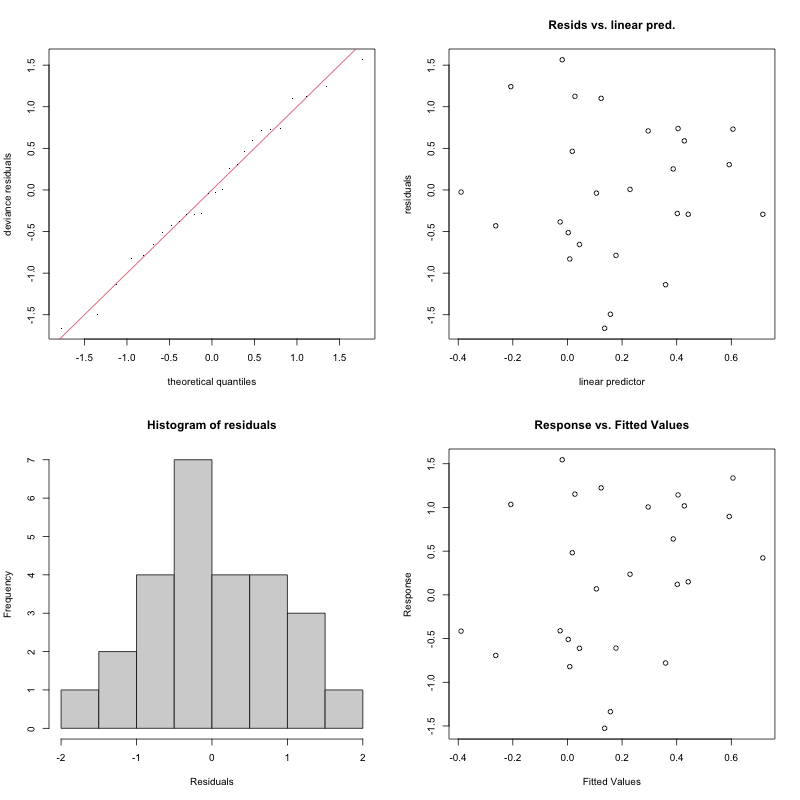 deviance residuals
1.5
1.0
0.5
0.0
-0.5
-1.0
-1.5
-1.5 -1.0 -0.5 0.0 0.5 1.0 1.5
theoretical quantiles
Resids vs. linear pred.
residuals
1.5
1.0
0.5
0.0
-0.5
-1.0
-1.5
-0.4 -0.2 0.0 0.2 0.4 0.6
linear predictor
Histogram of residuals
Frequency
7
6
5
4
3
2
1
0
-2 -1 0 1 2
Residuals
Response vs. Fitted Values
Response
1.5
1.0
0.5
0.0
-0.5
-1.0
-1.5
-0.4 -0.2 0.0 0.2 0.4 0.6
Fitted Values